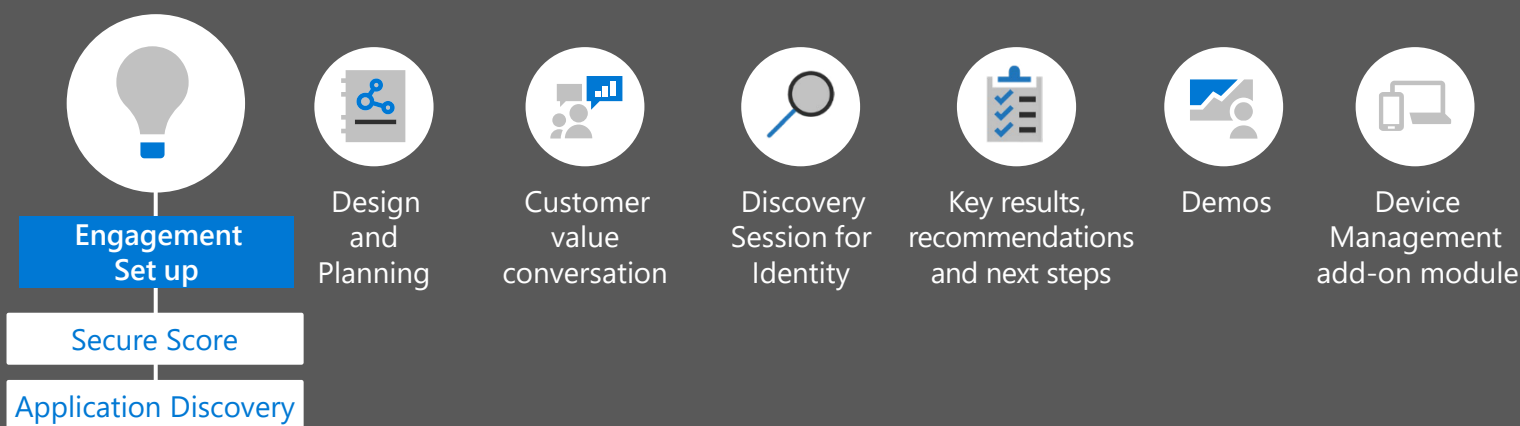 Engagement
Set up
Secure Score
Application Discovery
Design
and
Planning
Customer
value
conversation
Discovery
Session for
Identity
Key results,
recommendations
and next steps
Demos
Device
Management
add-on module